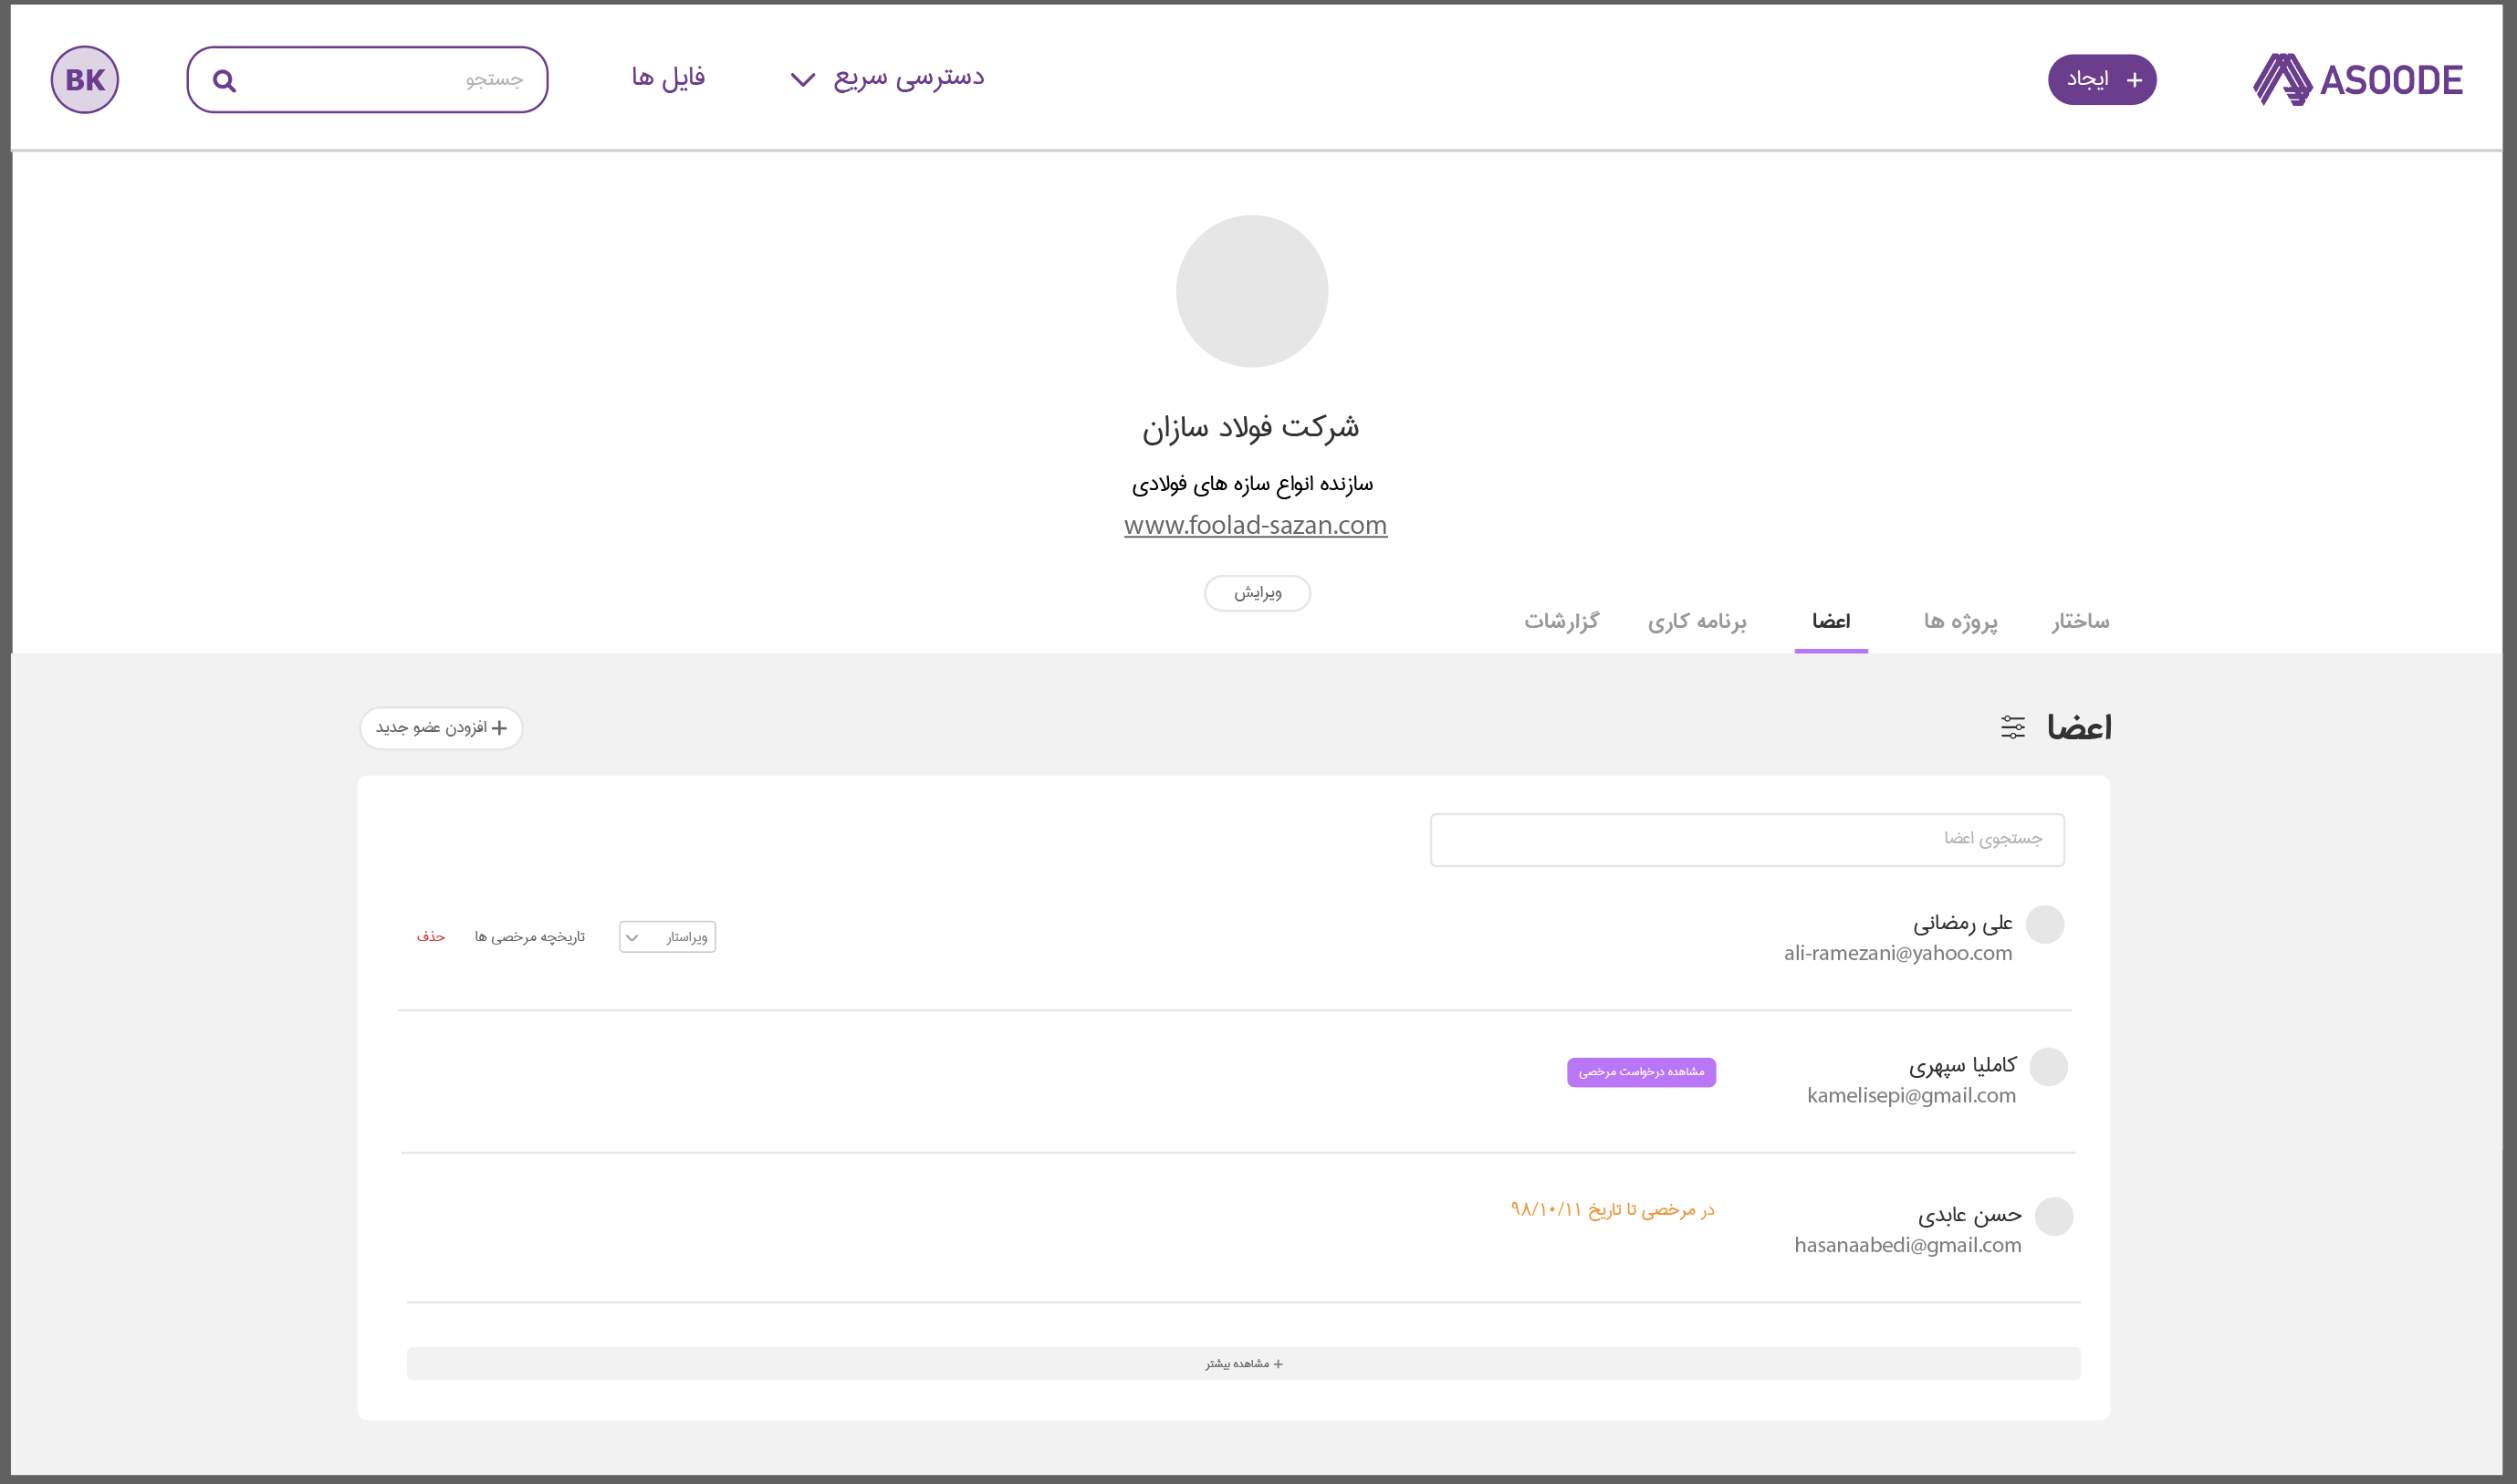 ASOODE
+ ایجاد
دسترسی سریع
فایل ها
جستجو
BK
شرکت فولاد سازان
سازنده انواع سازه های فولادی
www.foolad-sazan.com
ویرایش
ساختار
پروژه ها
اعضا
برنامه کاری
گزارشات
اعضا
+ افزودن عضو جدید
جستجوی اعضا
علی رمضانی
ali-ramezani@yahoo.com
ویراستار
تاریخچه مرخصی ها
حذف
کاملیا سپهری
kamelisepi@gmail.com
مشاهده درخواست مرخصی
حسن عابدی
hasanaabedi@gmail.com
در مرخصی تا تاریخ ۹۸/۱۰/۱۱
+ مشاهده بیشتر